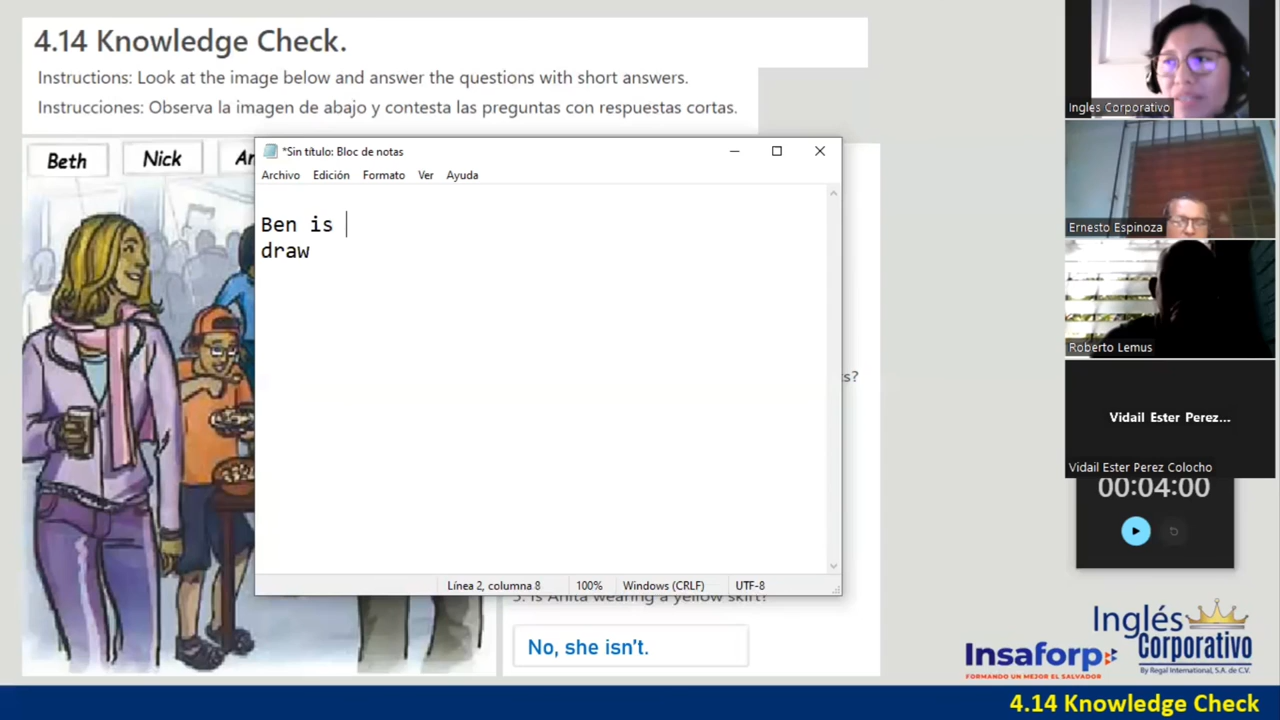 4.14 Knowledge Check.
Instructions: Look at the image below and answer the questions with short answers.
Instrucciones: Observa la imagen de abajo y contesta las preguntas con respuestas cortas.
Beth
Nick
*Sin título: Bloc de notas
Archivo Edición Formato Ver Ayuda
Ben is
draw
Línea 2, columna 8 100% Windows (CRLF) UTF-8
s?
5. Is Anita wearing a yellow skirt?
No, she isn't.
Ingles Corporativo
Ernesto Espinoza
Roberto Lemus
Vidail Ester Perez...
Vidail Ester Perez Colocho
00:04:00
Insaforp
FORMANDO UN MEJOR EL SALVADOR
Inglés
Corporativo
By Regal International, S.A. de C.V.
4.14 Knowledge Check